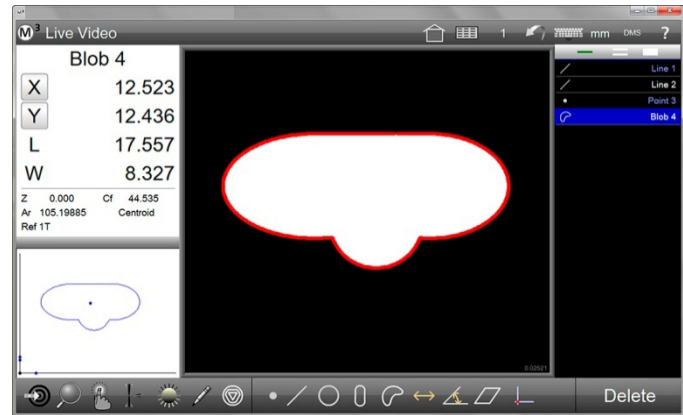 M³ Live Video
1
mm
DMS
?
Blob 4
X 12.523
Y 12.436
L 17.557
W 8.327
Z 0.000 Cf 44.535
Ar 105.19885 Centroid
Ref 1T
Line 1
Line 2
Point 3
Blob 4
0.02521
Delete